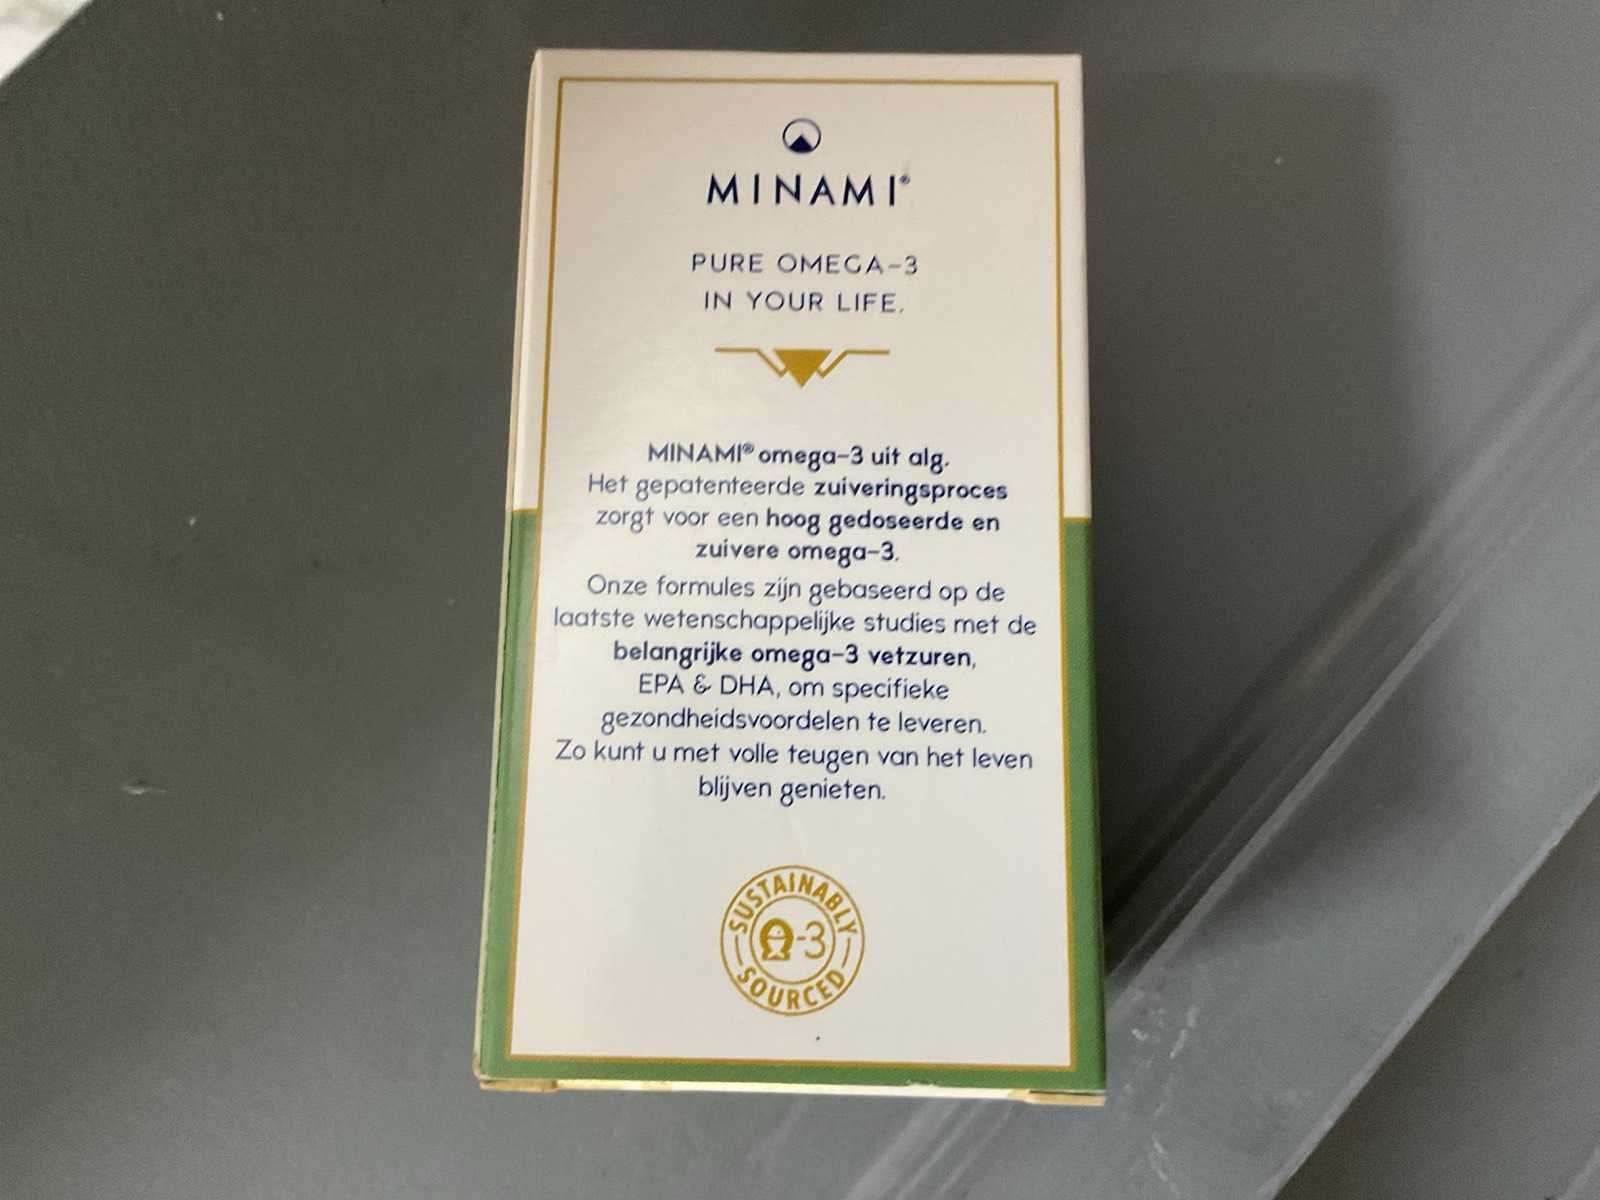 MINAMI®
PURE OMEGA-3
IN YOUR LIFE.
MINAMI® omega-3 uit alg.
Het gepatenteerde zuiveringsproces
zorgt voor een hoog gedoseerde en
zuivere omega-3.
Onze formules zijn gebaseerd op de
laatste wetenschappelijke studies met de
belangrijke omega-3 vetzuren,
EPA & DHA, om specifieke
gezondheidsvoordelen te leveren.
Zo kunt u met volle teugen van het leven
blijven genieten.
SUSTAINABLY
Ω-3
SOURCED